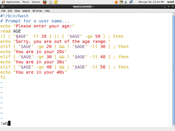 #!/bin/bash
# Prompt for a user name...
echo "Please enter your age:"
read AGE
if [ "$AGE" -lt 20 ] || [ "$AGE" -ge 50 ]; then
echo "Sorry, you are out of the age range."
elif [ "$AGE" -ge 20 ] && [ "$AGE" -lt 30 ]; then
echo "You are in your 20s"
elif [ "$AGE" -ge 30 ] && [ "$AGE" -lt 40 ]; then
echo "You are in your 30s"
elif [ "$AGE" -ge 40 ] && [ "$AGE" -lt 50 ]; then
echo "You are in your 40s"
fi
:wq